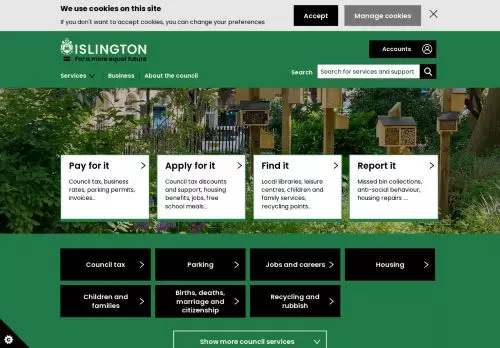 We use cookies on this site
If you don't want to accept cookies, you can change your preferences
Accept
Manage cookies
ISLINGTON
For a more equal future
Accounts
Services
Business
About the council
Search
Search for services and support
Pay for it
Council tax, business
rates, parking permits,
invoices...
Apply for it
Council tax discounts
and support, housing
benefits, jobs, free
school meals...
Find it
Local libraries, leisure
centres, children and
family services,
recycling points...
Report it
Missed bin collections,
anti-social behaviour,
housing repairs ....
Council tax
Parking
Jobs and careers
Housing
Children and
families
Births, deaths,
marriage and
citizenship
Recycling and
rubbish
Show more council services